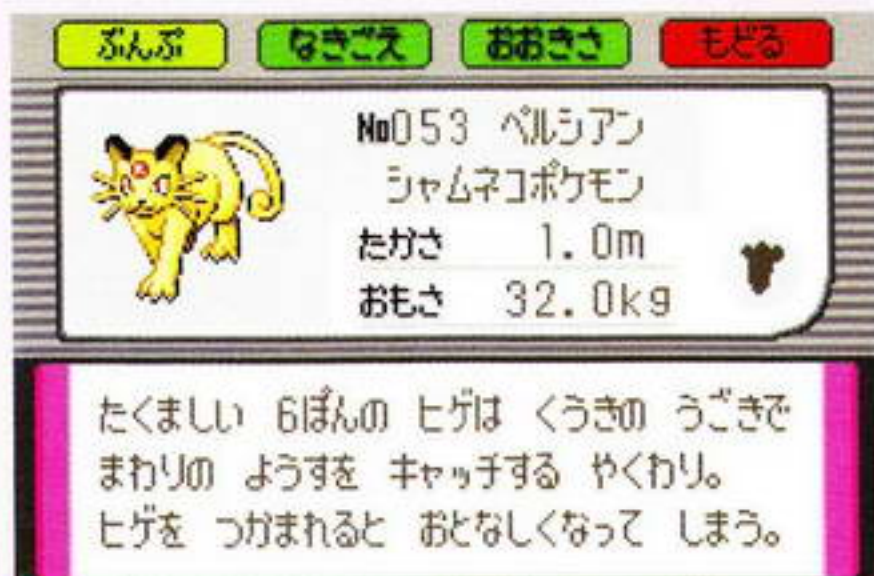 ぶんぷ なきごえ おおきさ もどる
No053 ペルシアン
シャムネコポケモン
たかさ 1.0m
おもさ 32.0kg
たくましい 6ぽんの ヒゲは くうきの うごきで
まわりの ようすを キャッチする やくわり。
ヒゲを つかまれると おとなしくなって しまう。